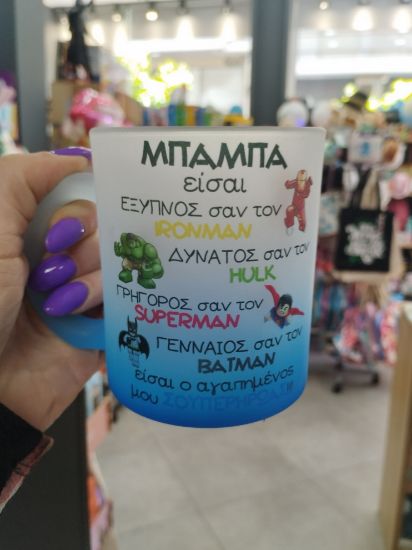 ΜΠΑΜΠΑ
είσαι
ΕΞΥΠΝΟΣ σαν τον
IRONMAN
ΔΥΝΑΤΟΣ σαν τον
HULK
ΓΡΗΓΟΡΟΣ σαν τον
SUPERMAN
ΓΕΝΝΑΙΟΣ σαν τον
BATMAN
είσαι ο αγαπημένος
μου ΣΟΥΠΕΡΗΡΩΑΣ!!!